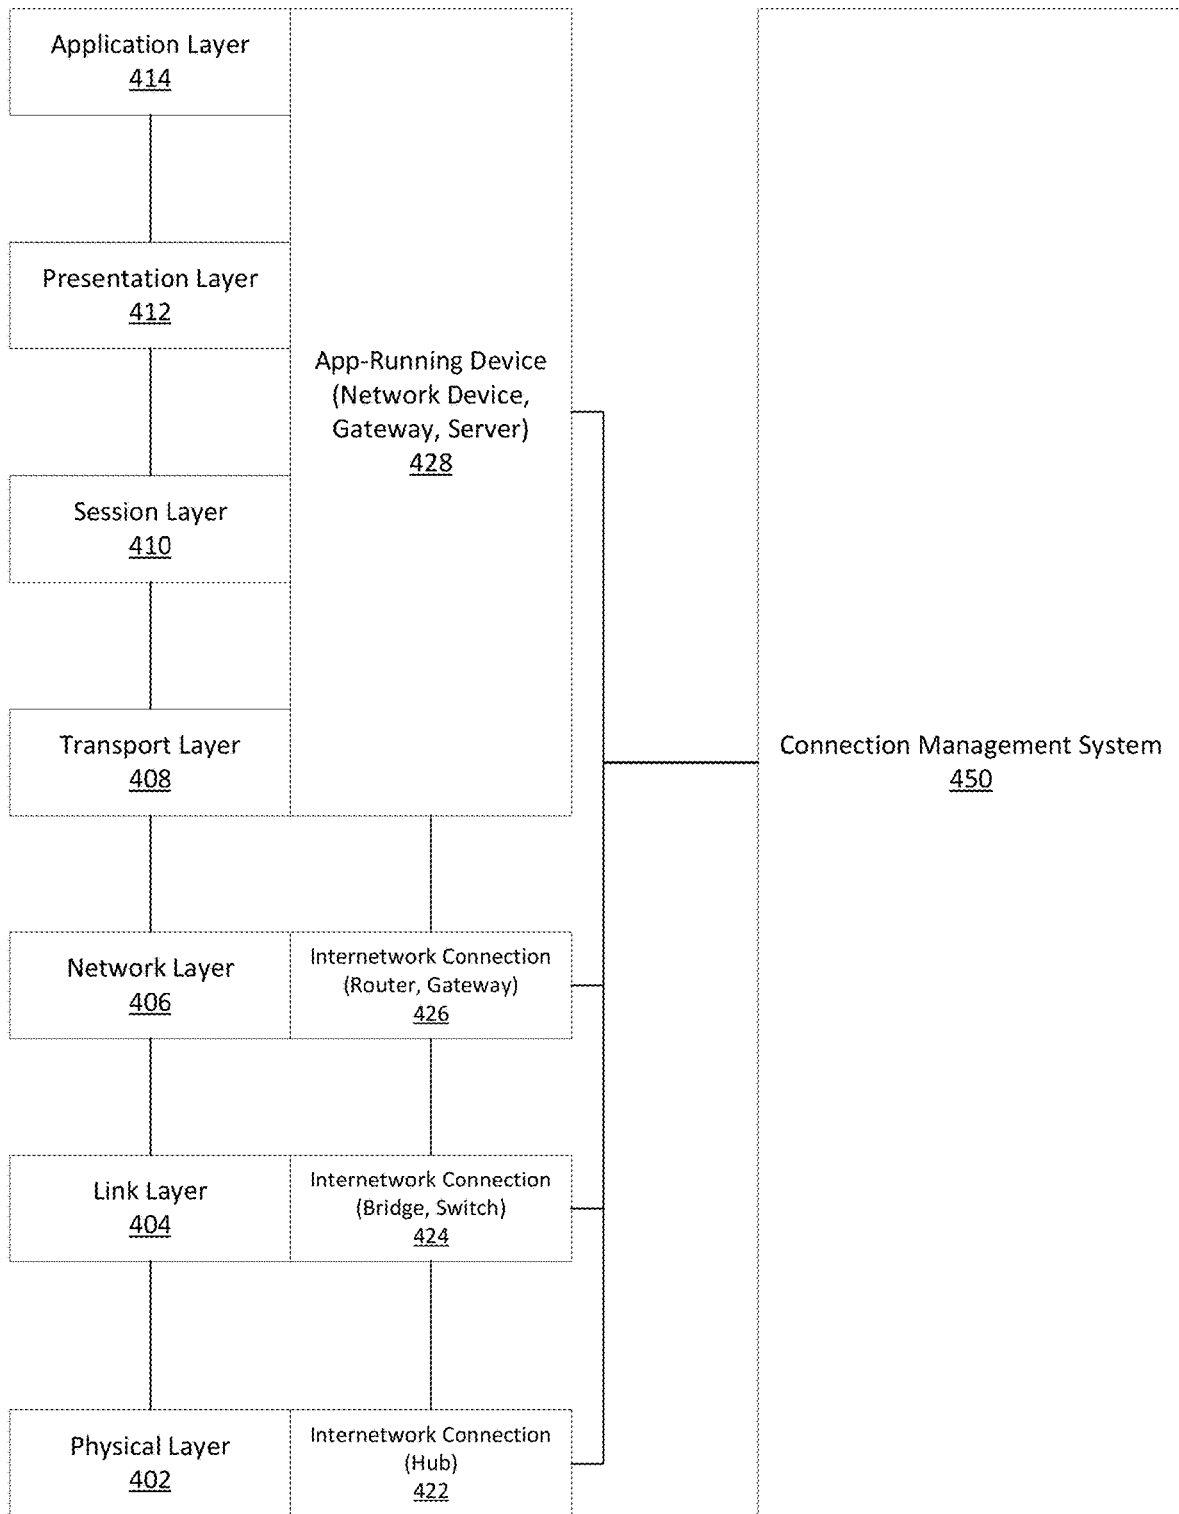 Application Layer
414
Presentation Layer
412
App-Running Device
(Network Device,
Gateway, Server)
428
Session Layer
410
Transport Layer
408
Connection Management System
450
Network Layer
406
Internetwork Connection
(Router, Gateway)
426
Link Layer
404
Internetwork Connection
(Bridge, Switch)
424
Physical Layer
402
Internetwork Connection
(Hub)
422